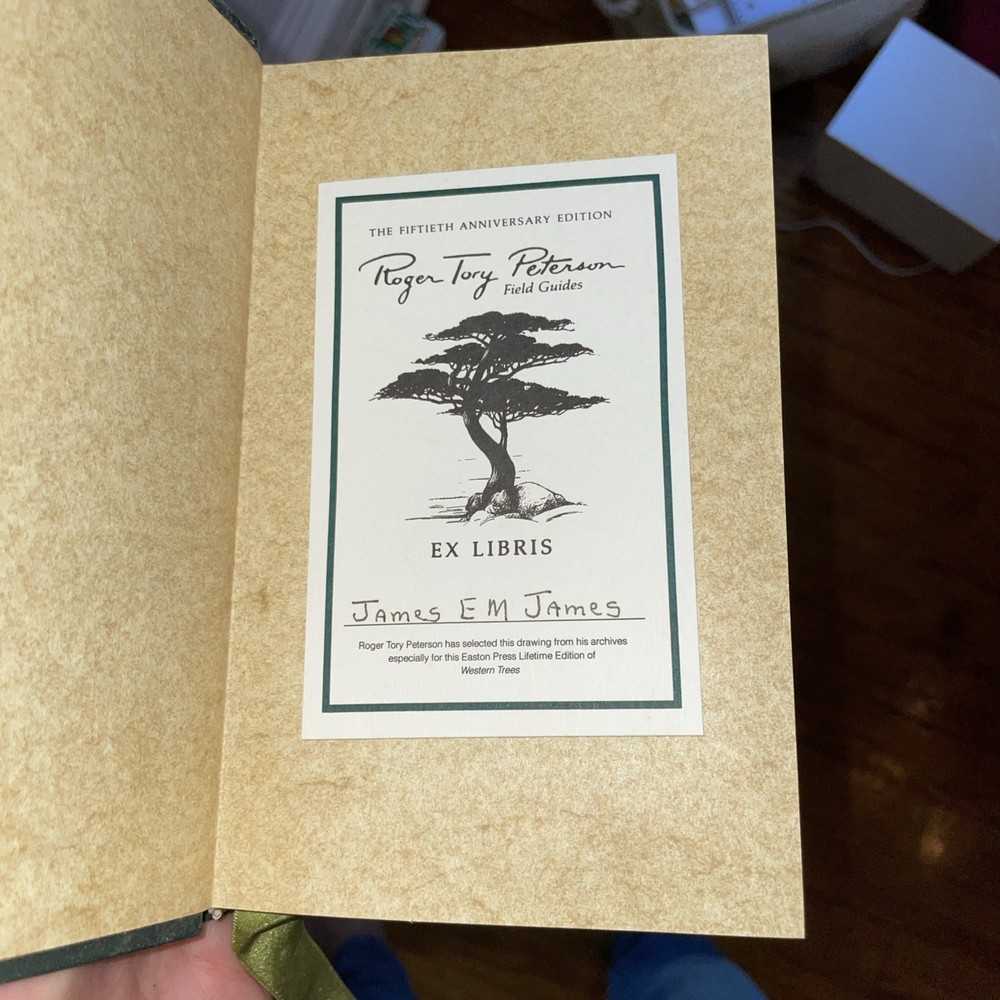 THE FIFTIETH ANNIVERSARY EDITION
Roger Tory Peterson
Field Guides
EX LIBRIS
James E M James
Roger Tory Peterson has selected this drawing from his archives
especially for this Easton Press Lifetime Edition of
Western Trees